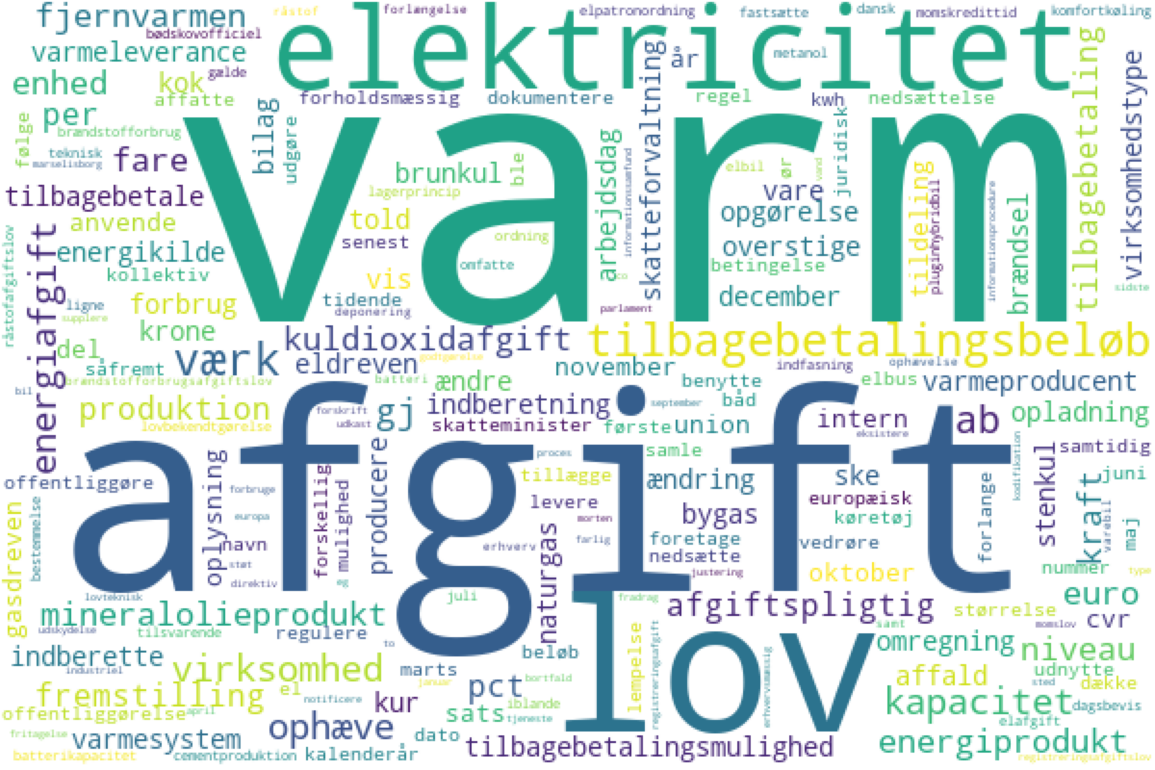 råstof
forlængelse
elpatronordning
fastsætte
dansk
momskredittid
komfortkøling
fjernvarmen
bødskovofficiel
elektricitet
varmeleverance
gælde
metanol
år
enhed
kok
affatte
forholdsmæssig
dokumentere
skatteforvaltning
regel
kwh
nedsættelse
tilbagebetaling
virksomhedstype
per
bilag
udgøre
varm
følge
brændstofforbrug
teknisk
marselisborg
fare
brunkul
ble
arbejdsdag
informationssamfund
elbil
ør
vand
juridisk
tilbagebetale
lagerprincip
vare
tildeling
pluginhybridbil
informationsprocedure
brændsel
anvende
told
ordning
opgørelse
energikilde
senest
overstige
kollektiv
vis
omfatte
co
betingelse
råstofafgiftslov
energiafgift
ligne
forbrug
tidende
deponering
parlament
december
sidste
supplere
krone
kuldioxidafgift
tilbagebetalingsbeløb
del
såfremt
værk
eldreven
godtgørelse
november
indfasning
ophævelse
brændstofforbrugsafgiftslov
batteri
ændre
benytte
elbus
varmeproducent
bil
produktion
lovbekendtgørelse
forskrift
udkast
gj
indberetning
skatteminister
september
båd
første
union
intern
eksistere
ab
opladning
afgift
producere
proces
samle
kodifikation
samtidig
offentliggøre
oplysning
forbruge
forskellig
mulighed
tillægge
ændring
ske
forlange
stenkul
kraft
varebil
juni
gasdreven
bestemmelse
europa
levere
morten
bygas
europæisk
køretøj
maj
navn
erhverv
farlig
naturgas
foretage
nedsætte
vedrøre
støt
direktiv
eg
justering
oktober
nummer
type
lovteknisk
juli
lov
fradrag
afgiftspligtig
størrelse
euro
mineralolieprodukt
udskydelse
tilsvarende
regulere
to
samt
momslov
cvr
indberette
industriel
virksomhed
marts
beløb
lempelse
registreringsafgift
erhvervsmæssig
omregning
niveau
udnytte
fremstilling
el
notificere
kur
januar
pct
bortfald
affald
sted
dække
offentliggørelse
april
ophæve
sats
iblande
tjeneste
kapacitet
dagsbevis
fritagelse
varmesystem
dato
elafgift
batterikapacitet
cementproduktion
kalenderår
tilbagebetalingsmulighed
energiprodukt
registreringsafgiftslov